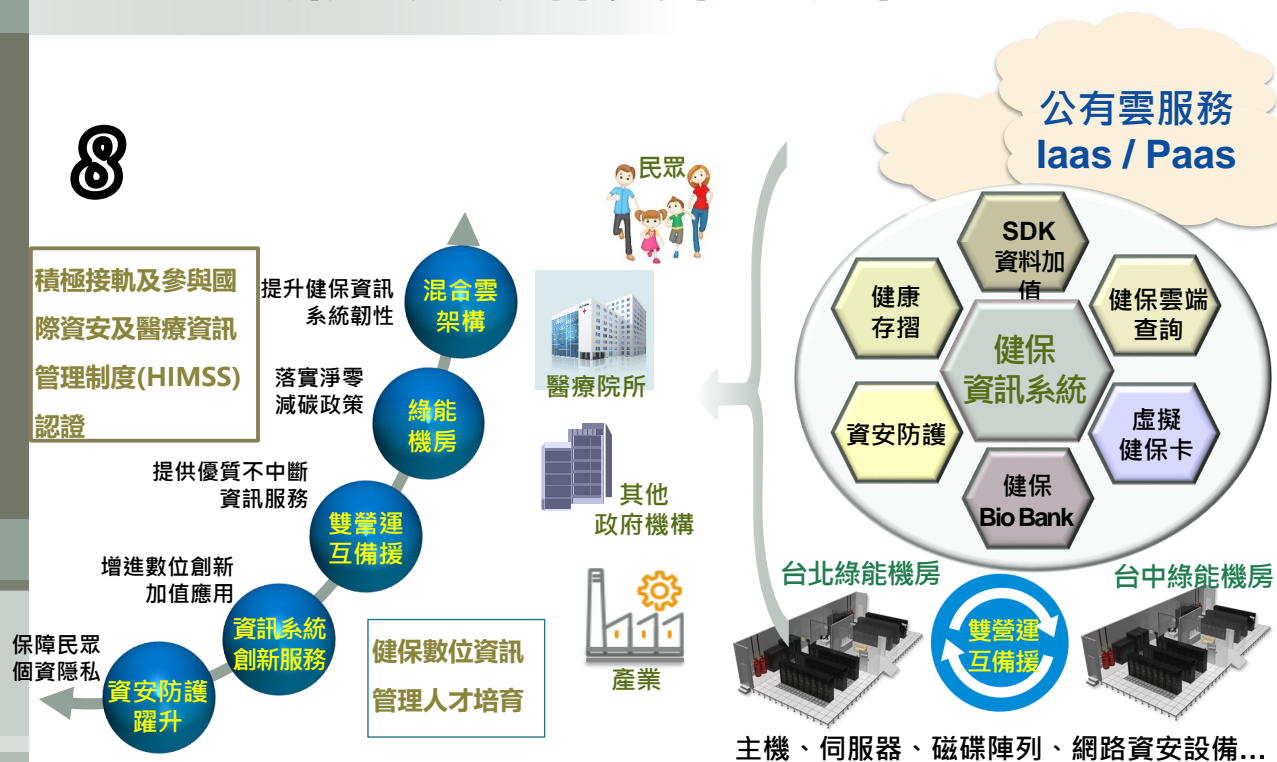 8
積極接軌及參與國
際資安及醫療資訊
管理制度(HIMSS)
認證
提升健保資訊
系統韌性
混合雲
架構
落實淨零
減碳政策
綠能
機房
提供優質不中斷
資訊服務
雙營運
互備援
增進數位創新
加值應用
資訊系統
創新服務
保障民眾
個資隱私
資安防護
躍升
健保數位資訊
管理人才培育
民眾
醫療院所
其他
政府機構
產業
公有雲服務
Iaas / Paas
SDK
資料加
值
健康
存摺
健保雲端
查詢
健保
資訊系統
資安防護
虛擬
健保卡
健保
Bio Bank
台北綠能機房
雙營運
互備援
台中綠能機房
主機、伺服器、磁碟陣列、網路資安設備...